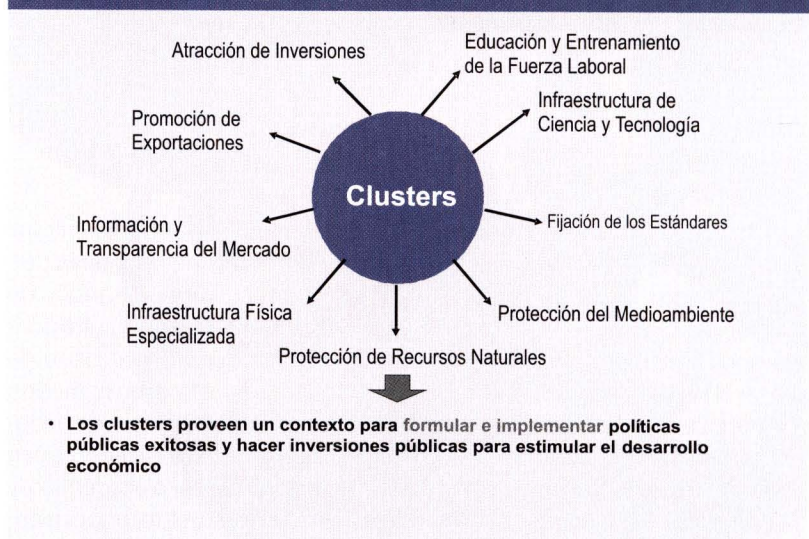 Atracción de Inversiones
Educación y Entrenamiento
de la Fuerza Laboral
Promoción de
Exportaciones
Infraestructura de
Ciencia y Tecnología
Clusters
Información y
Transparencia del Mercado
Fijación de los Estándares
Infraestructura Física
Especializada
Protección del Medioambiente
Protección de Recursos Naturales
• Los clusters proveen un contexto para formular e implementar políticas
públicas exitosas y hacer inversiones públicas para estimular el desarrollo
económico